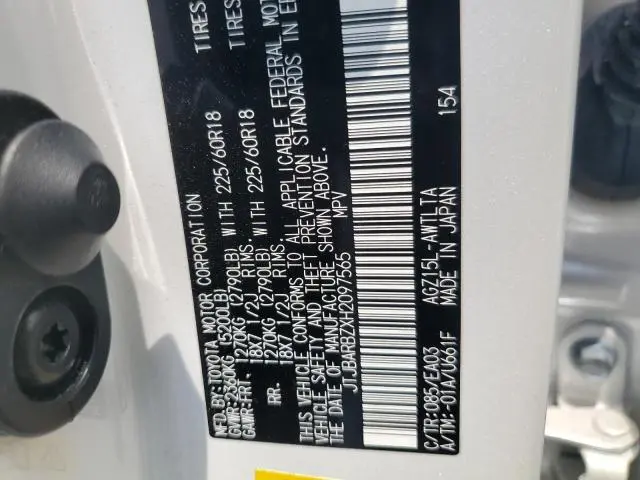 MFD.BY:TOYOTA MOTOR CORPORATION
GVWR:2360KG (5200LB)
GAWR:FRT. 1270KG (2790LB) WITH 225/60R18 TIRES
18X7 1/2J RIMS.
RR. 1270KG (2790LB) WITH 225/60R18 TIRES
18X7 1/2J RIMS.
THIS VEHICLE CONFORMS TO ALL APPLICABLE FEDERAL MOT
VEHICLE SAFETY AND THEFT PREVENTION STANDARDS IN EF
THE DATE OF MANUFACTURE SHOWN ABOVE.
JTJBARBZXH2097565 MPV
154
C/TR:085/EA03 AGZ15L-AWTLTA
A/TM:-01A/U661F MADE IN JAPAN